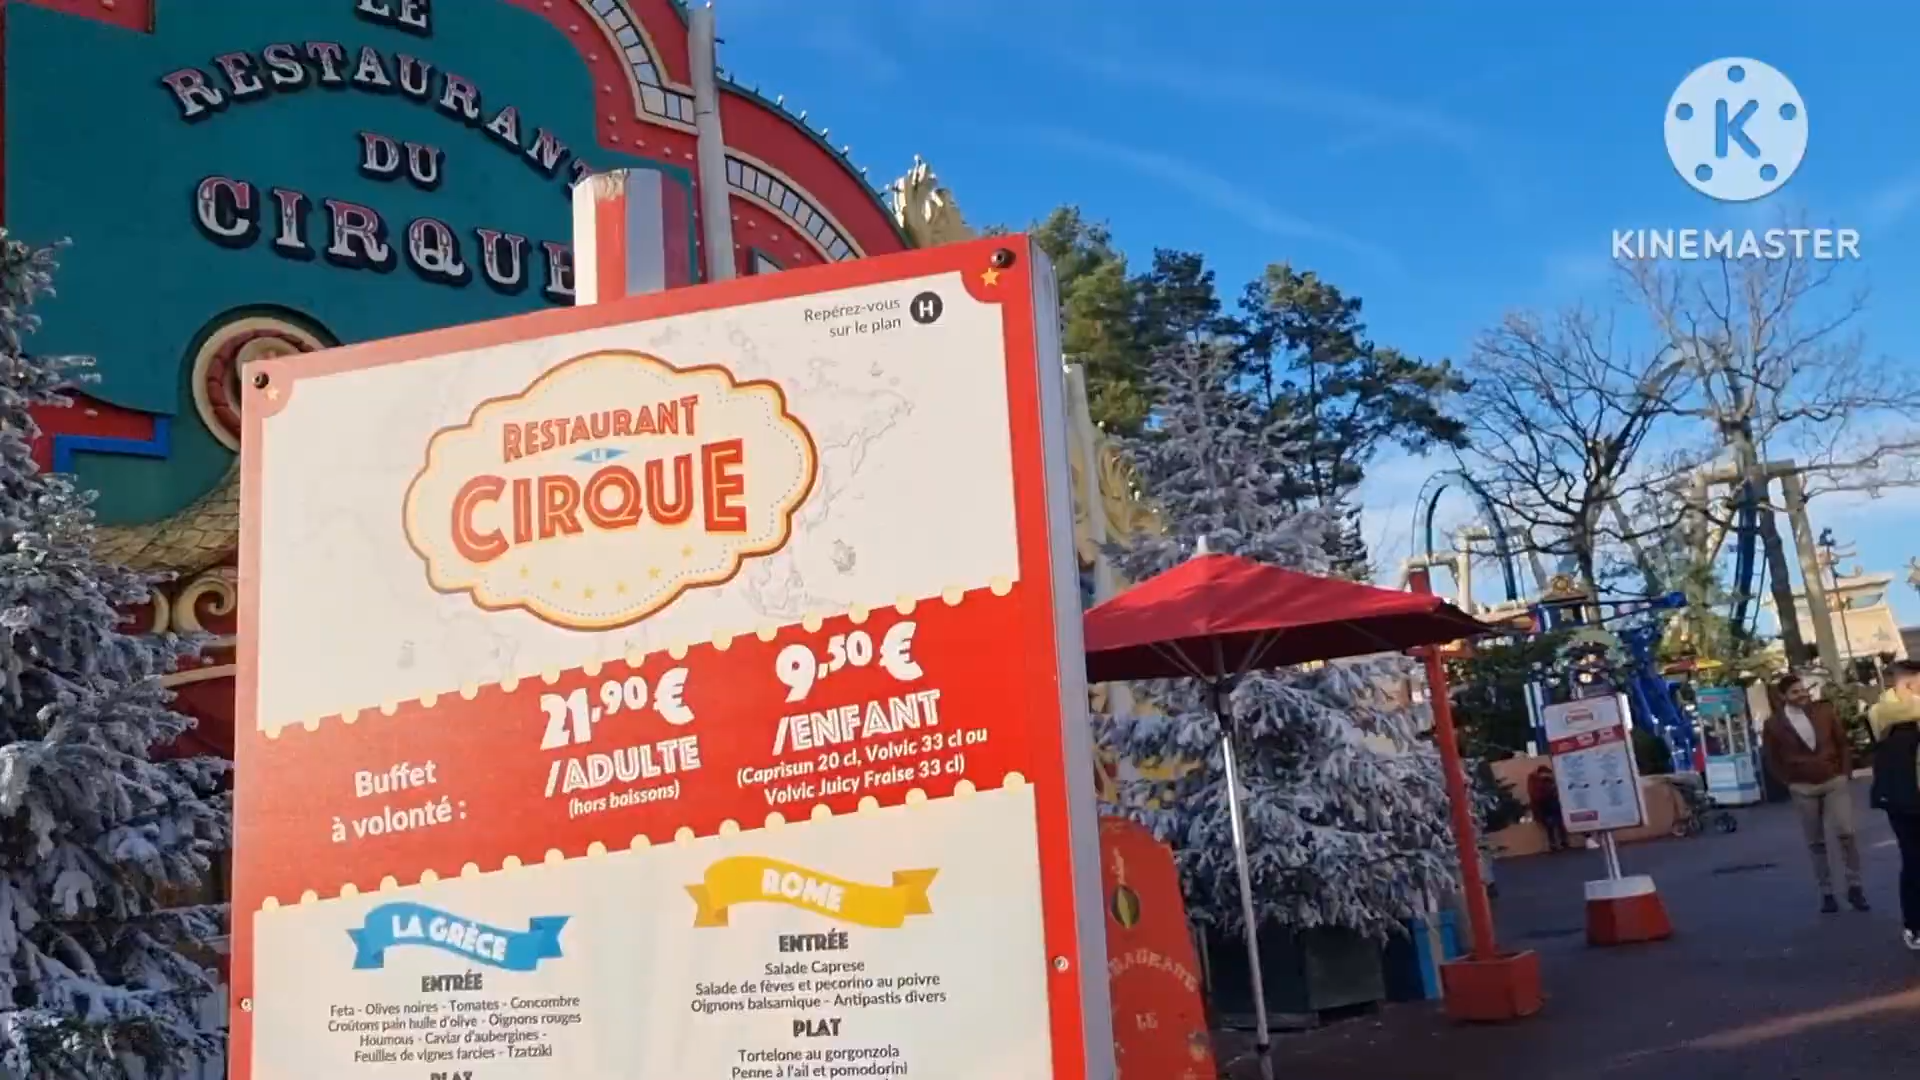 LE
RESTAURANT
DU
CIRQUE
KINEMASTER
Repérez-vous
sur le plan
H
RESTAURANT
LE
CIRQUE
Buffet
à volonté :
21,90 €
/ADULTE
(hors boissons)
9,50 €
/ENFANT
(Caprisun 20 cl, Volvic 33 cl ou
Volvic Juicy Fraise 33 cl)
LA GRÈCE
ENTRÉE
Feta - Olives noires - Tomates - Concombre
Croûtons pain huile d'olive - Oignons rouges
Houmous - Caviar d'aubergines -
Feuilles de vignes farcies - Tzatziki
PLAT
ROME
ENTRÉE
Salade Caprese
Salade de fèves et pecorino au poivre
Oignons balsamique - Antipastis divers
PLAT
Tortelone au gorgonzola
Penne à l'ail et pomodorini
LE